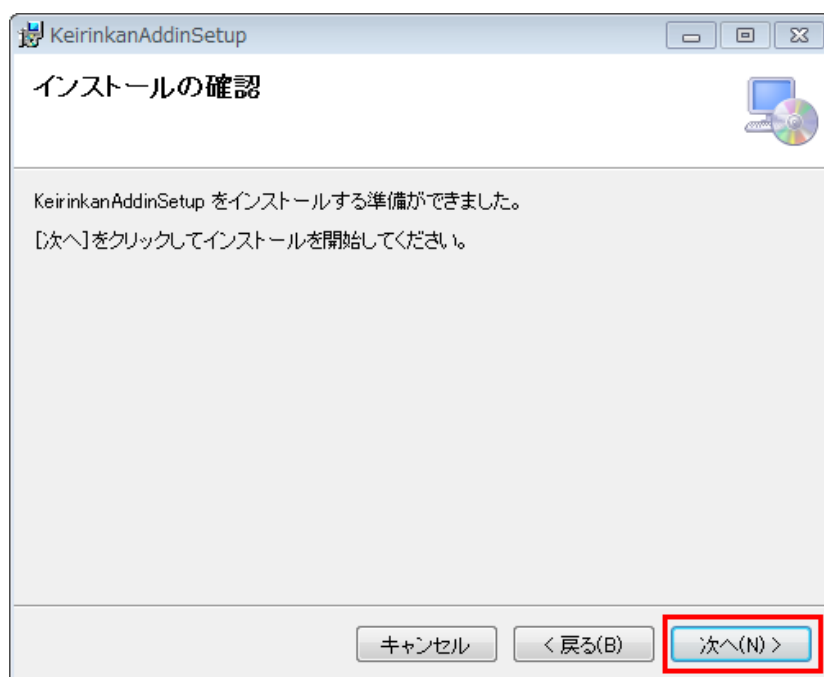 KeirinkanAddinSetup
インストールの確認
KeirinkanAddinSetup をインストールする準備ができました。
[次へ]をクリックしてインストールを開始してください。
キャンセル
< 戻る(B)
次へ(N) >